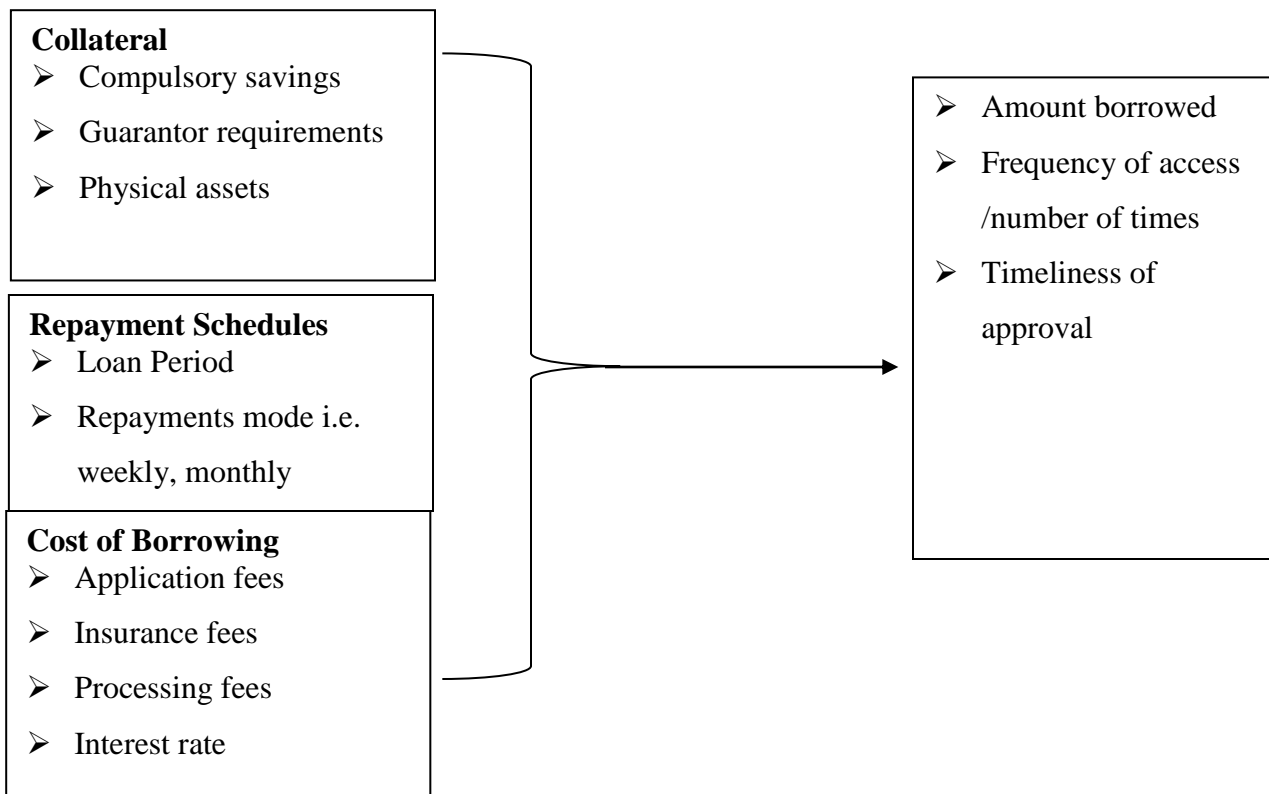 Collateral
➢ Compulsory savings
➢ Guarantor requirements
➢ Physical assets
Repayment Schedules
➢ Loan Period
➢ Repayments mode i.e.
weekly, monthly
Cost of Borrowing
➢ Application fees
➢ Insurance fees
➢ Processing fees
➢ Interest rate
➢ Amount borrowed
➢ Frequency of access
/number of times
➢ Timeliness of
approval